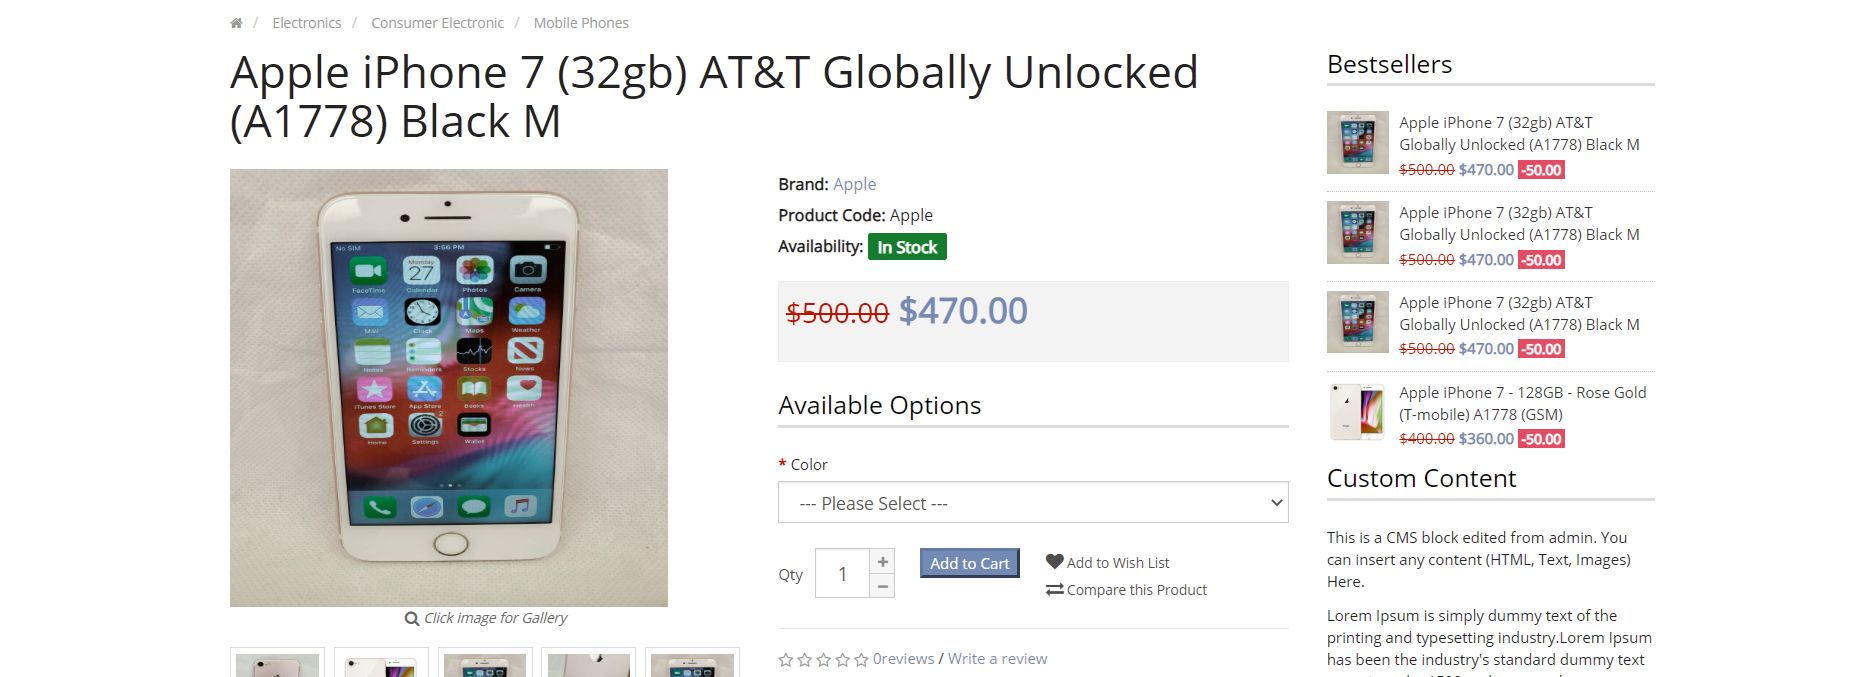 / Electronics / Consumer Electronic / Mobile Phones
Apple iPhone 7 (32gb) AT&T Globally Unlocked
(A1778) Black M
No SIM 3:56 PM
Monday
27
FaceTime Calendar Photos Camera
Mail Clock Maps Weather
Notes Reminders Stocks News
iTunes Store App Store Books Health
2
Home Settings Wallet
Click image for Gallery
Brand: Apple
Product Code: Apple
Availability: In Stock
$500.00 $470.00
Available Options
* Color
--- Please Select ---
Qty 1 + − Add to Cart Add to Wish List
Compare this Product
0reviews / Write a review
Bestsellers
Apple iPhone 7 (32gb) AT&T
Globally Unlocked (A1778) Black M
$500.00 $470.00 -50.00
Apple iPhone 7 (32gb) AT&T
Globally Unlocked (A1778) Black M
$500.00 $470.00 -50.00
Apple iPhone 7 (32gb) AT&T
Globally Unlocked (A1778) Black M
$500.00 $470.00 -50.00
Apple iPhone 7 - 128GB - Rose Gold
(T-mobile) A1778 (GSM)
$400.00 $360.00 -50.00
Custom Content
This is a CMS block edited from admin. You
can insert any content (HTML, Text, Images)
Here.
Lorem Ipsum is simply dummy text of the
printing and typesetting industry.Lorem Ipsum
has been the industry's standard dummy text